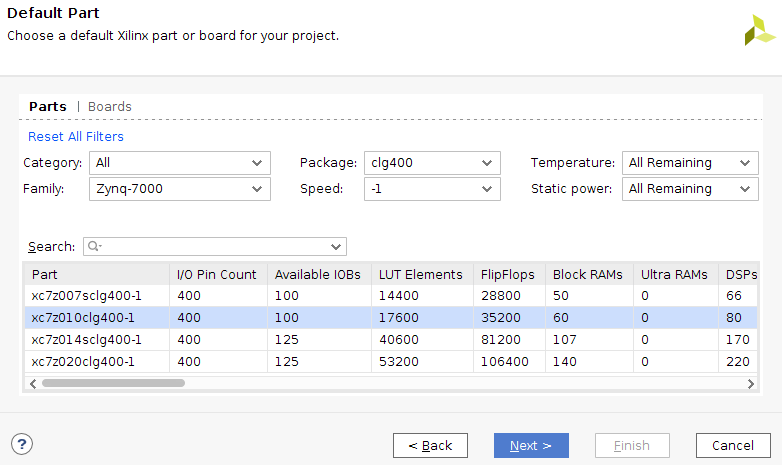 Default Part
Choose a default Xilinx part or board for your project.
Parts | Boards
Reset All Filters
Category: All Package: clg400 Temperature: All Remaining
Family: Zynq-7000 Speed: -1 Static power: All Remaining
Search: Q-
Part I/O Pin Count Available IOBs LUT Elements FlipFlops Block RAMs Ultra RAMs DSPs
xc7z007sclg400-1 400 100 14400 28800 50 0 66
xc7z010clg400-1 400 100 17600 35200 60 0 80
xc7z014sclg400-1 400 125 40600 81200 107 0 170
xc7z020clg400-1 400 125 53200 106400 140 0 220
? < Back Next > Finish Cancel